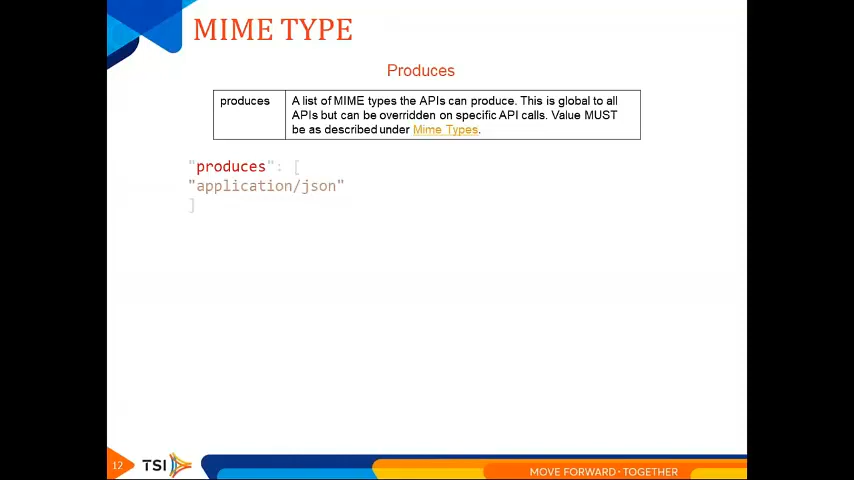 MIME TYPE
Produces
produces
A list of MIME types the APIs can produce. This is global to all
APIs but can be overridden on specific API calls. Value MUST
be as described under Mime Types.
"produces": [
"application/json"
]
12
TSI
MOVE FORWARD · TOGETHER